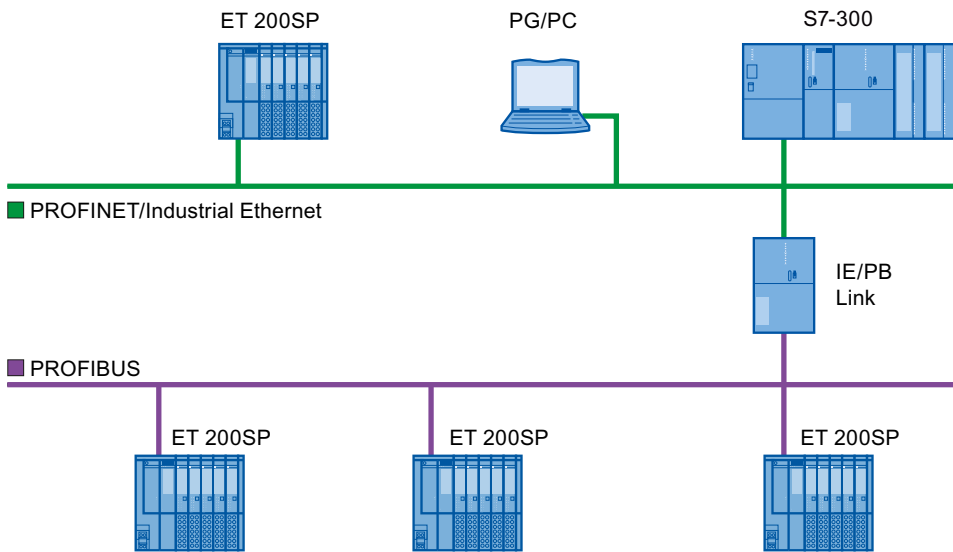 ET 200SP
PG/PC
S7-300
PROFINET/Industrial Ethernet
IE/PB
Link
PROFIBUS
ET 200SP
ET 200SP
ET 200SP